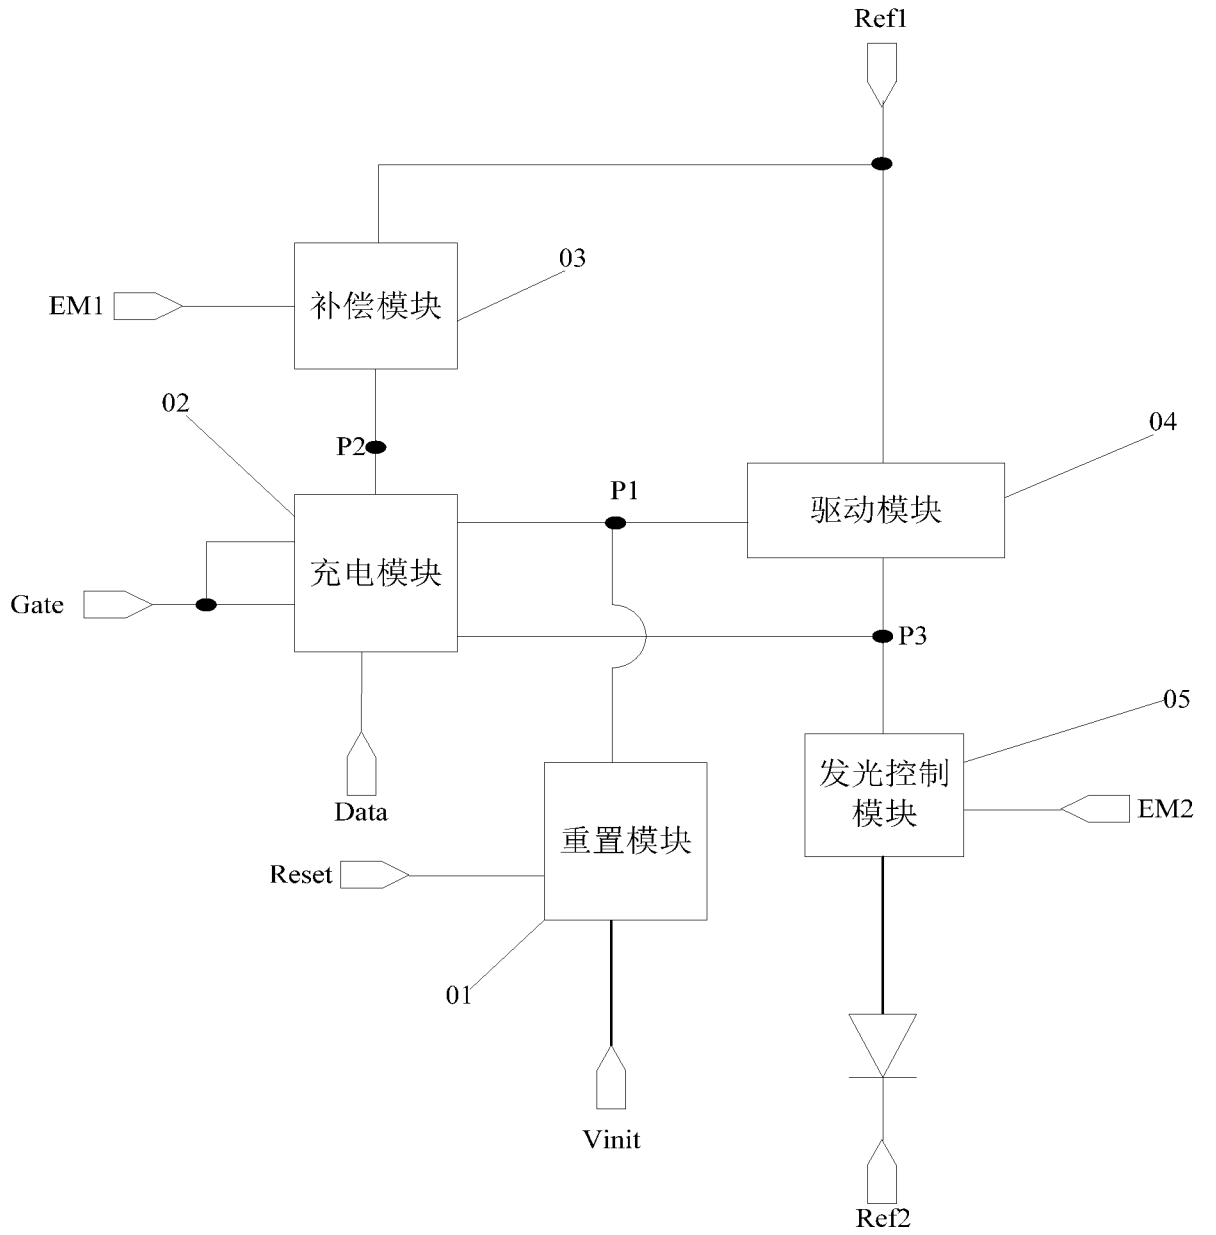 Ref1
03
EM1
补偿模块
02
04
P2
P1
驱动模块
充电模块
Gate
P3
05
发光控制
模块
EM2
Data
重置模块
Reset
01
Vinit
Ref2